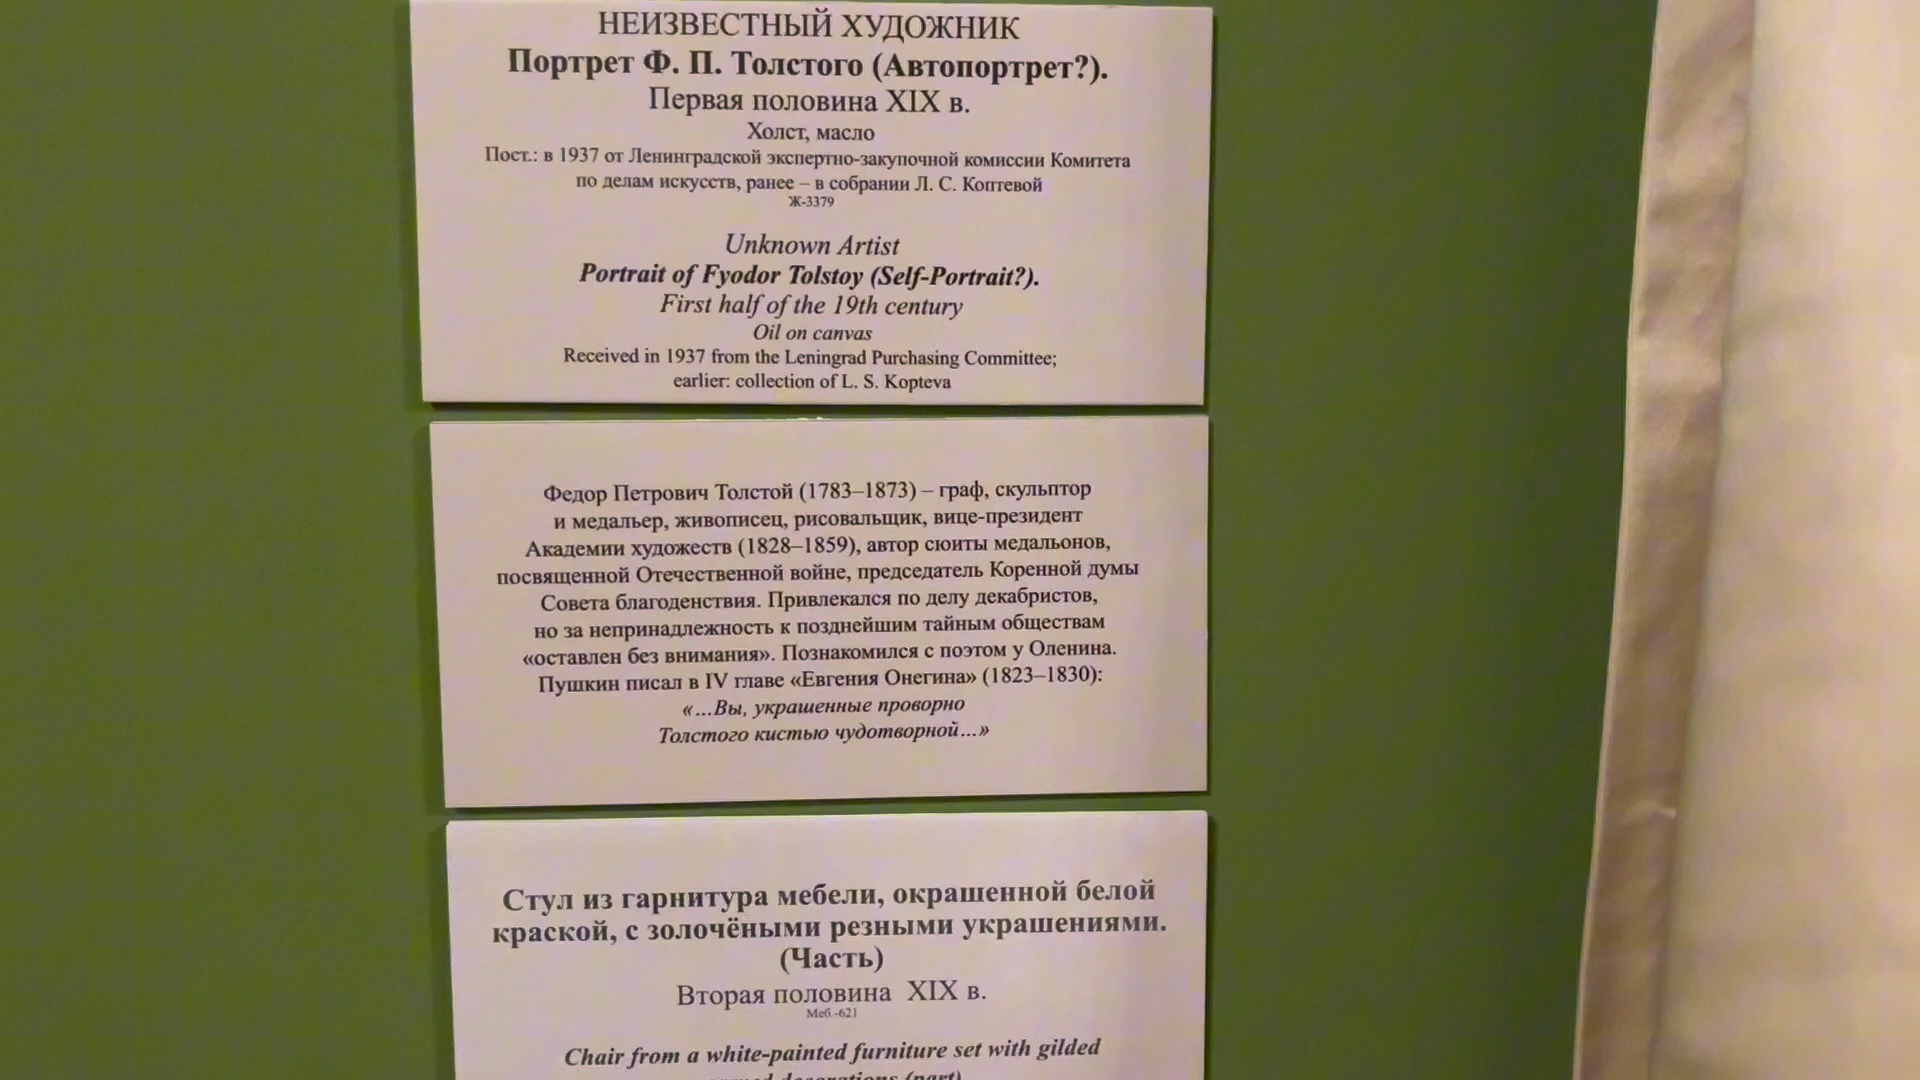 НЕИЗВЕСТНЫЙ ХУДОЖНИК
Портрет Ф. П. Толстого (Автопортрет?).
Первая половина XIX в.
Холст, масло
Пост.: в 1937 от Ленинградской экспертно-закупочной комиссии Комитета
по делам искусств, ранее – в собрании Л. С. Коптевой
Ж-3379
Unknown Artist
Portrait of Fyodor Tolstoy (Self-Portrait?).
First half of the 19th century
Oil on canvas
Received in 1937 from the Leningrad Purchasing Committee;
earlier: collection of L. S. Kopteva
Федор Петрович Толстой (1783–1873) – граф, скульптор
и медальер, живописец, рисовальщик, вице-президент
Академии художеств (1828–1859), автор сюиты медальонов,
посвященной Отечественной войне, председатель Коренной думы
Совета благоденствия. Привлекался по делу декабристов,
но за непринадлежность к позднейшим тайным обществам
«оставлен без внимания». Познакомился с поэтом у Оленина.
Пушкин писал в IV главе «Евгения Онегина» (1823–1830):
«...Вы, украшенные проворно
Толстого кистью чудотворной...»
Стул из гарнитура мебели, окрашенной белой
краской, с золочёными резными украшениями.
(Часть)
Вторая половина XIX в.
Меб.-621
Chair from a white-painted furniture set with gilded
decorations (part)